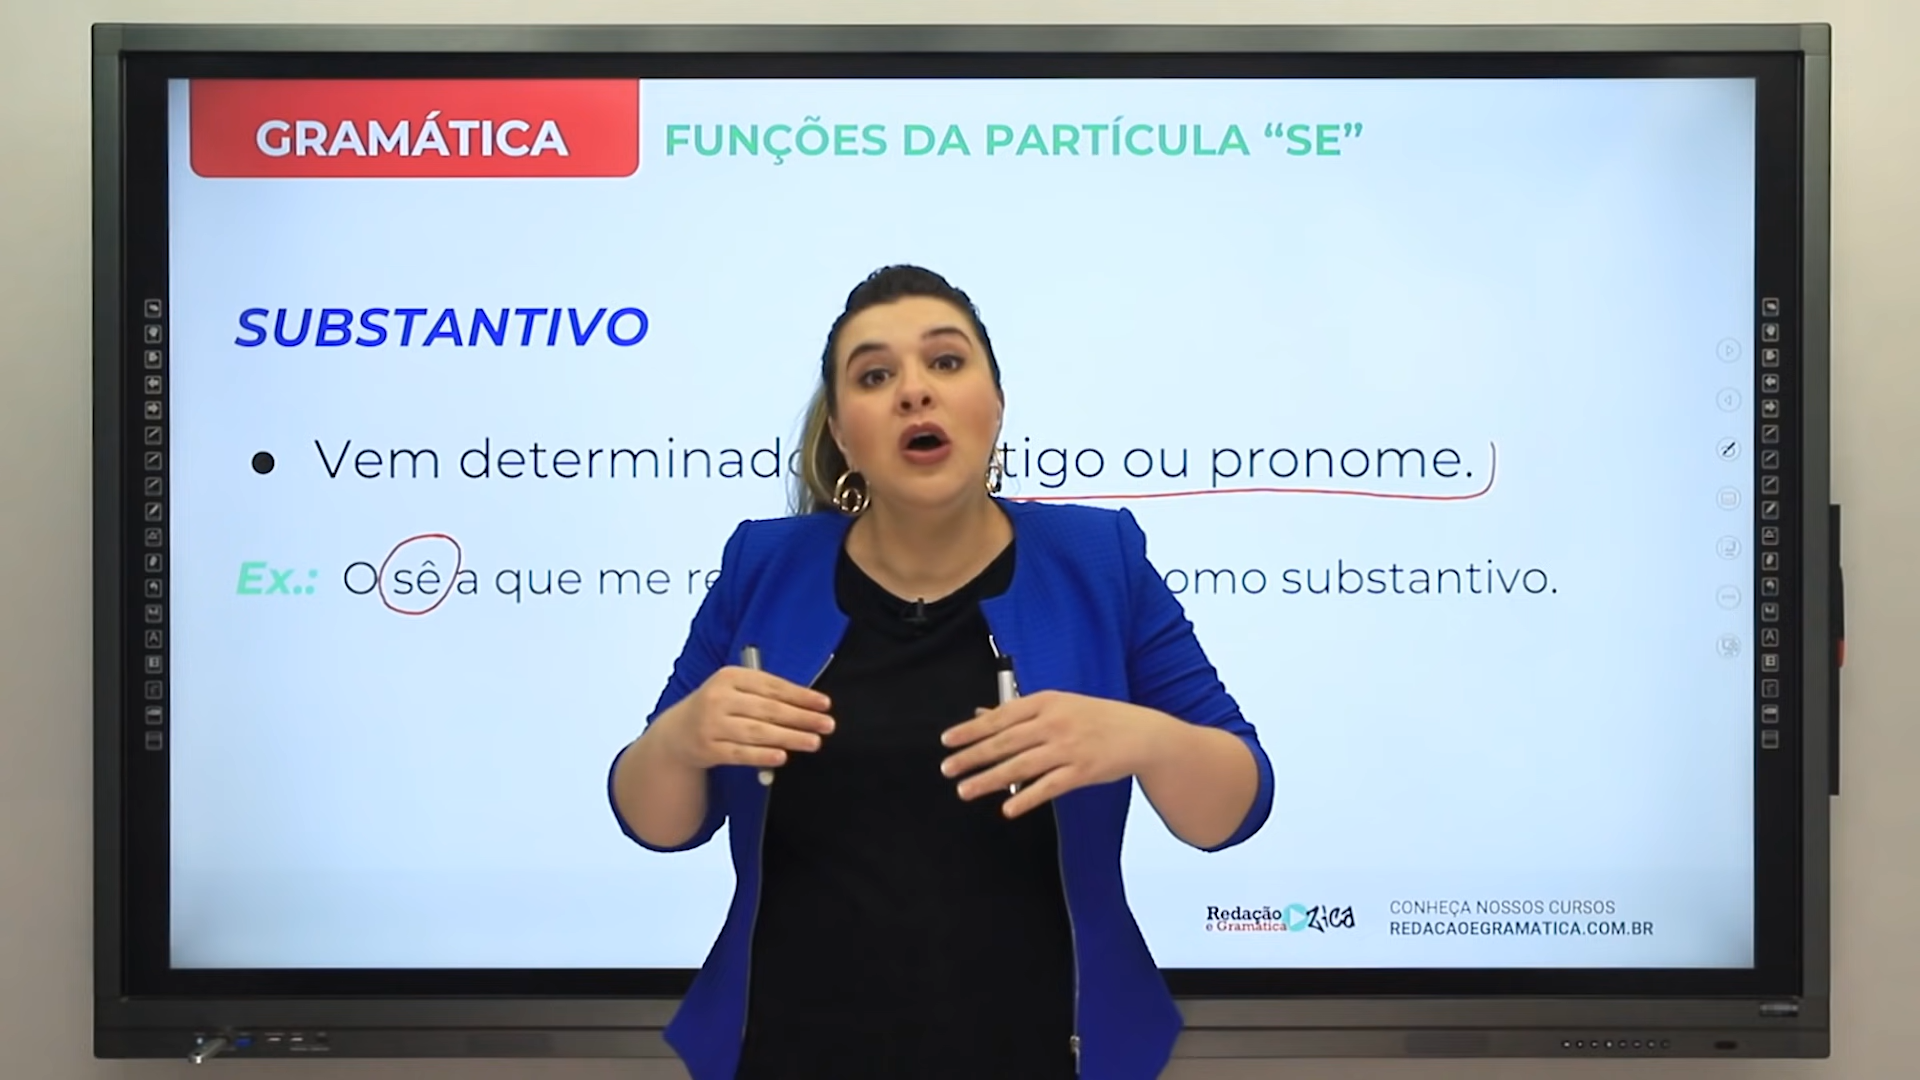 GRAMÁTICA
FUNÇÕES DA PARTÍCULA “SE”
SUBSTANTIVO
● Vem determinado tigo ou pronome.
Ex.: O sê a que me re omo substantivo.
Redação
e Gramática
Zica
CONHEÇA NOSSOS CURSOS
REDACAOEGRAMATICA.COM.BR